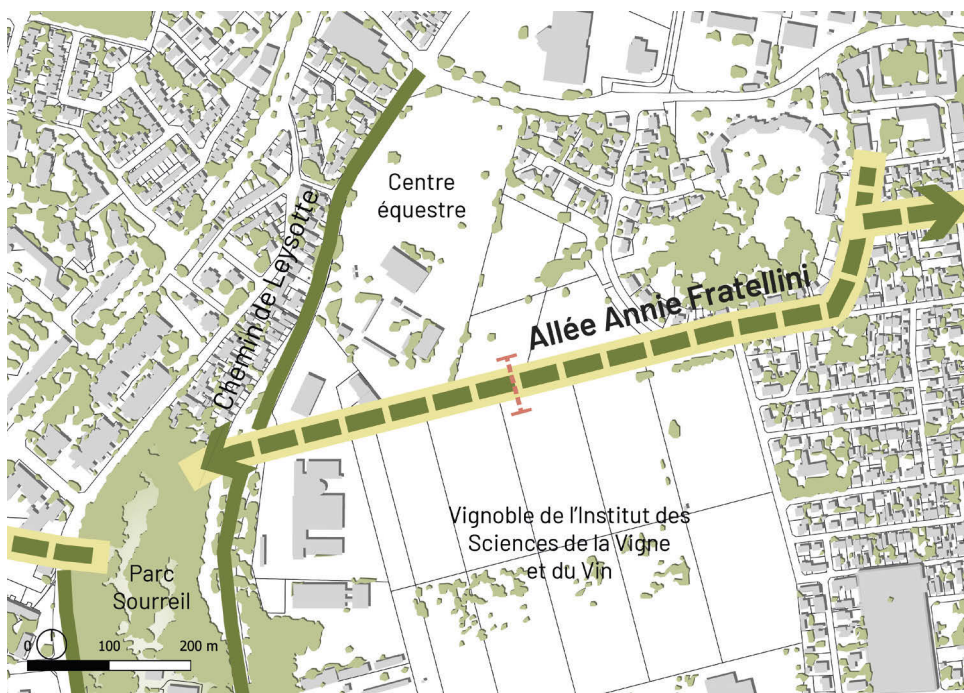 Centre
équestre
Chemin de Leysotte
Allée Annie Fratellini
Vignoble de l'Institut des
Sciences de la Vigne
et du Vin
Parc
Sourreil
0 100 200 m